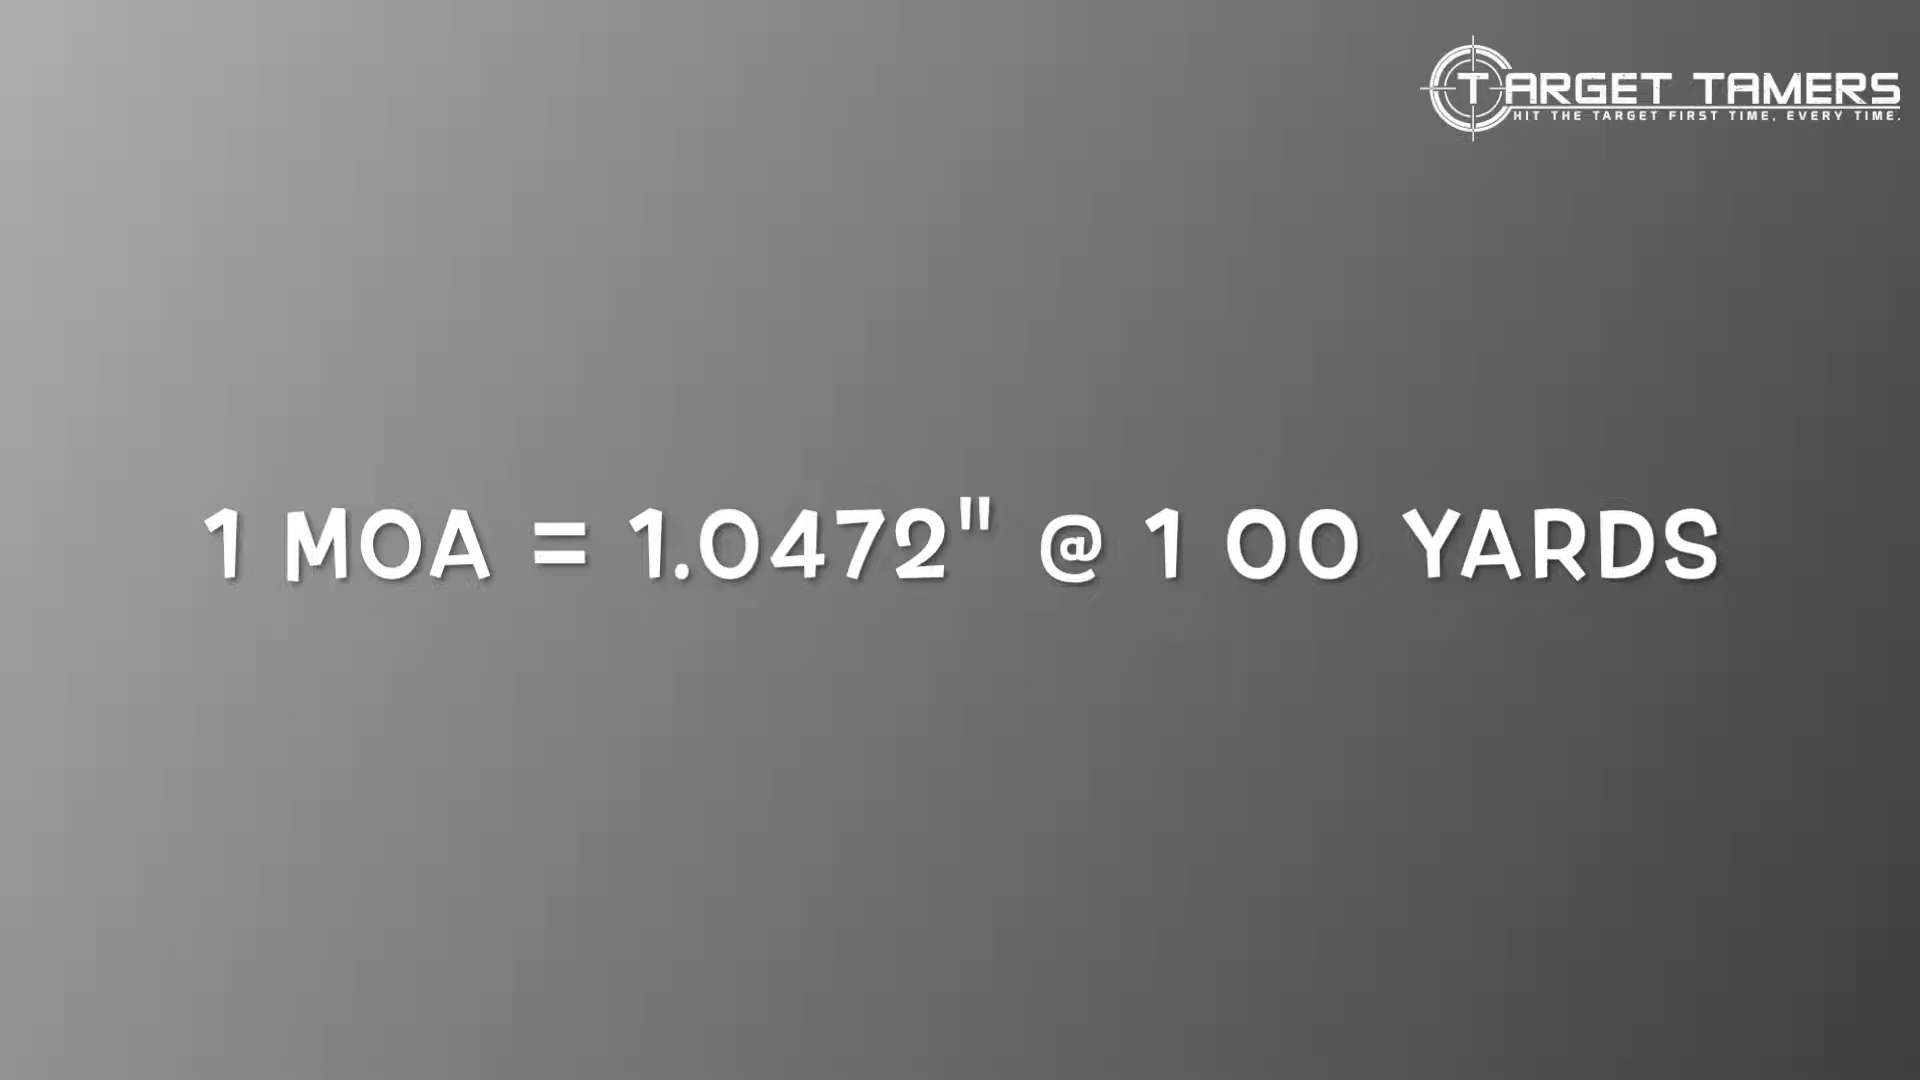 TARGET TAMERS
HIT THE TARGET FIRST TIME, EVERY TIME.
1 MOA = 1.0472" @ 1 00 YARDS